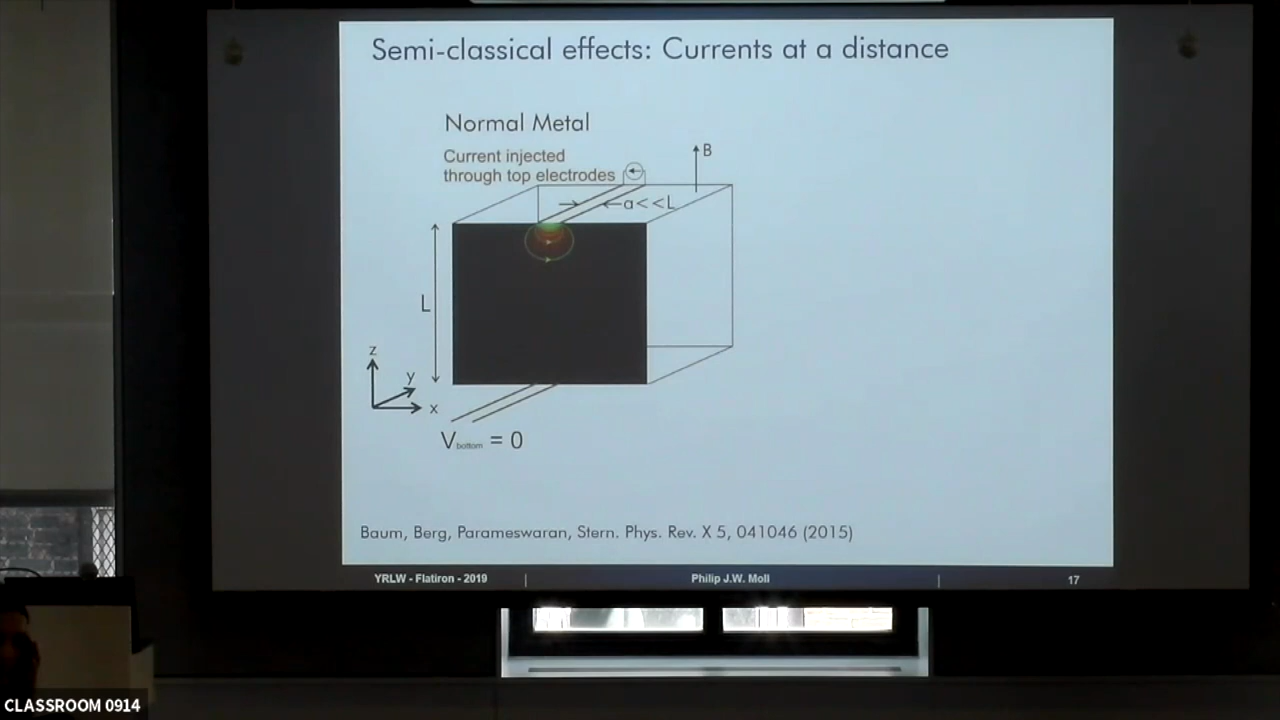 Semi-classical effects: Currents at a distance
Normal Metal
Current injected
through top electrodes
B
a<<L
L
z
y
x
V bottom = 0
Baum, Berg, Parameswaran, Stern. Phys. Rev. X 5, 041046 (2015)
YRLW - Flatiron - 2019 | Philip J.W. Moll | 17
CLASSROOM 0914